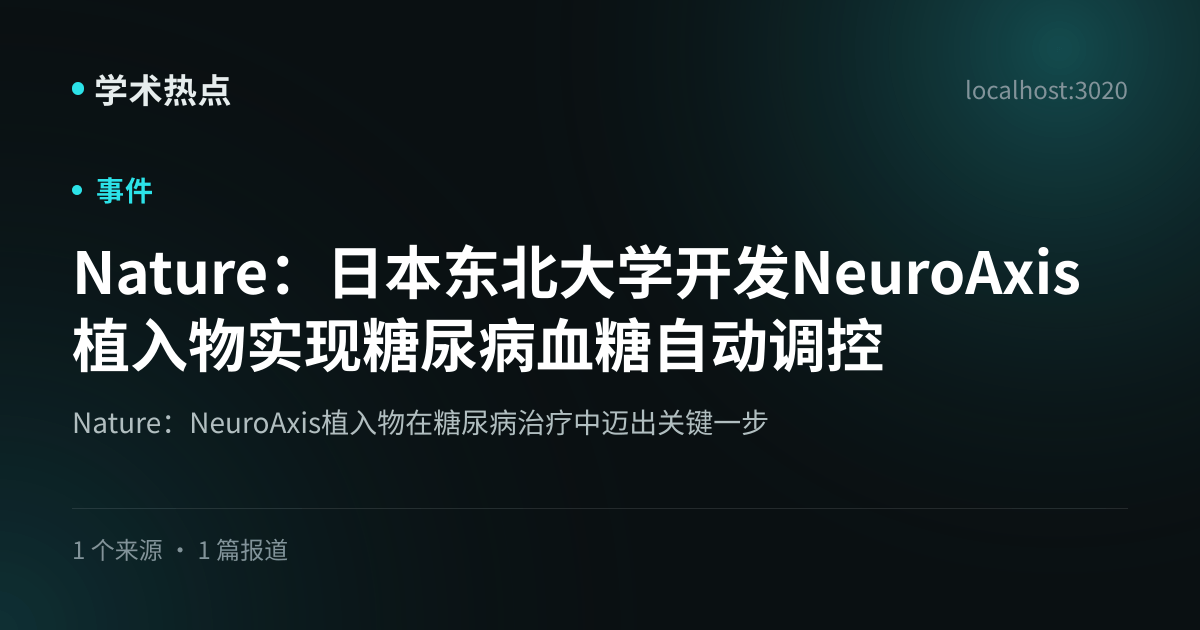 学术热点
localhost:3020
事件
Nature：日本东北大学开发NeuroAxis
植入物实现糖尿病血糖自动调控
Nature：NeuroAxis植入物在糖尿病治疗中迈出关键一步
1 个来源 · 1 篇报道